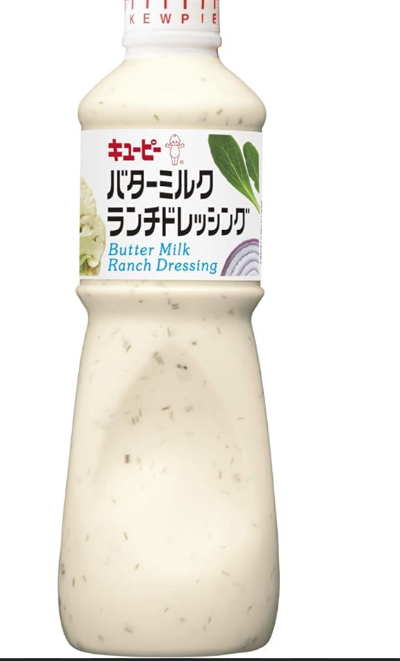 KEWPIE
キユーピー
バターミルク
ランチドレッシング
Butter Milk
Ranch Dressing